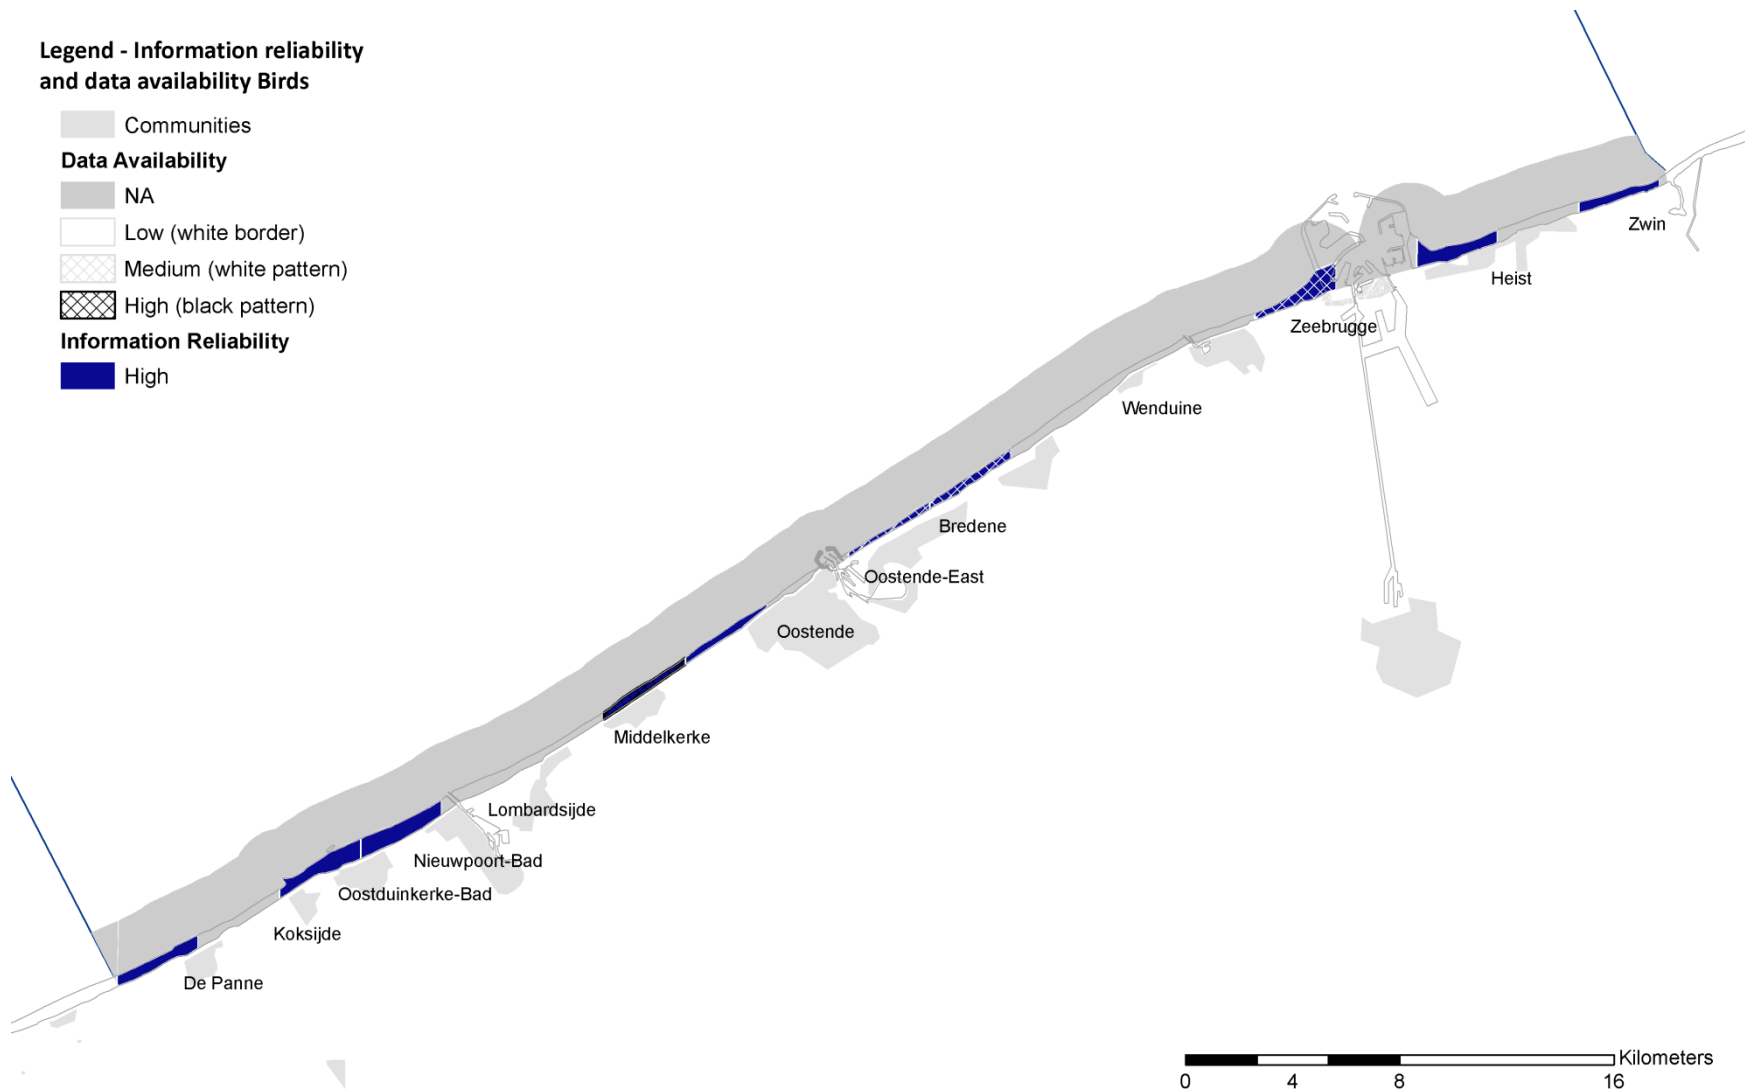 Legend - Information reliability
and data availability Birds
Communities
Data Availability
NA
Low (white border)
Medium (white pattern)
High (black pattern)
Information Reliability
High
Zwin
Heist
Zeebrugge
Wenduine
Bredene
Oostende-East
Oostende
Middelkerke
Lombardsijde
Nieuwpoort-Bad
Oostduinkerke-Bad
Koksijde
De Panne
Kilometers
0 4 8 16